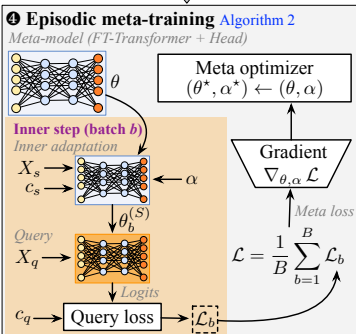 ❹ Episodic meta-training Algorithm 2
Meta-model (FT-Transformer + Head)
θ
Meta optimizer
(θ⋆, α⋆) ← (θ, α)
Inner step (batch b)
Inner adaptation
X_s
c_s
α
Gradient
∇_{θ,α} ℒ
θ_b^{(S)}
Meta loss
Query
X_q
ℒ = 1/B ∑_{b=1}^{B} ℒ_b
Logits
c_q
Query loss
ℒ_b